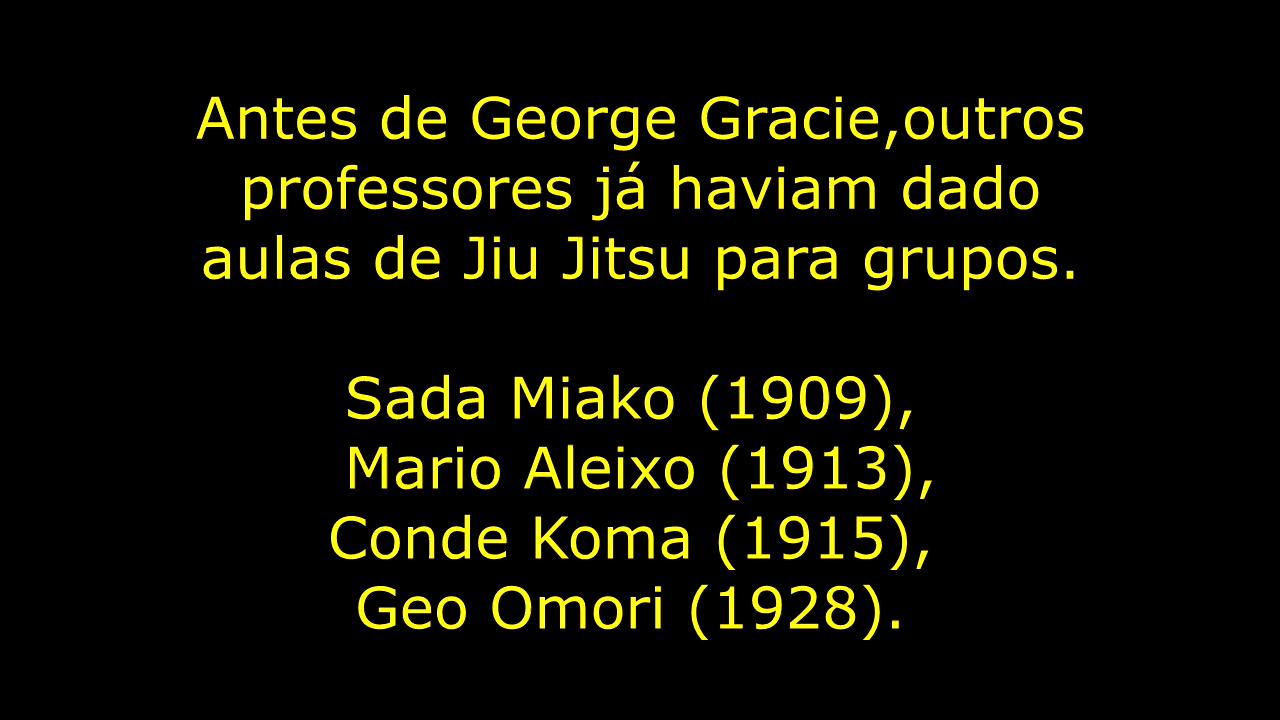 Antes de George Gracie,outros
professores já haviam dado
aulas de Jiu Jitsu para grupos.
Sada Miako (1909),
Mario Aleixo (1913),
Conde Koma (1915),
Geo Omori (1928).